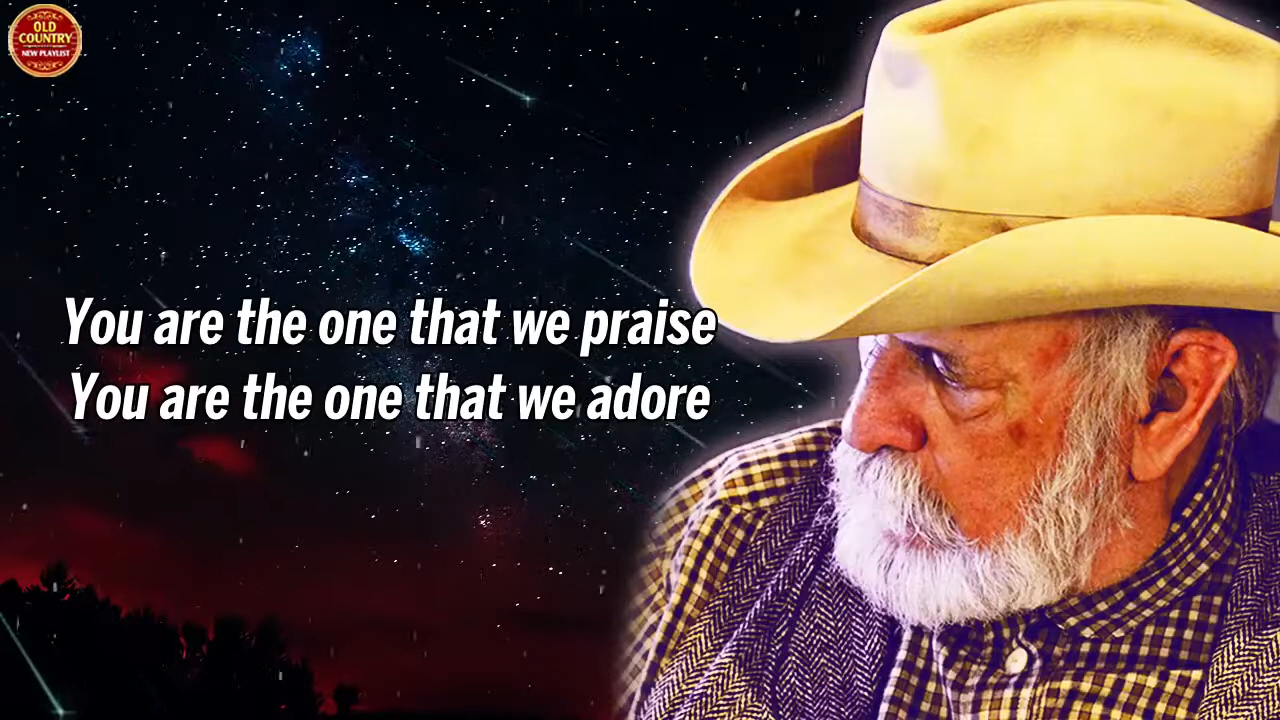 OLD
COUNTRY
NEW PLAYLIST
You are the one that we praise
You are the one that we adore